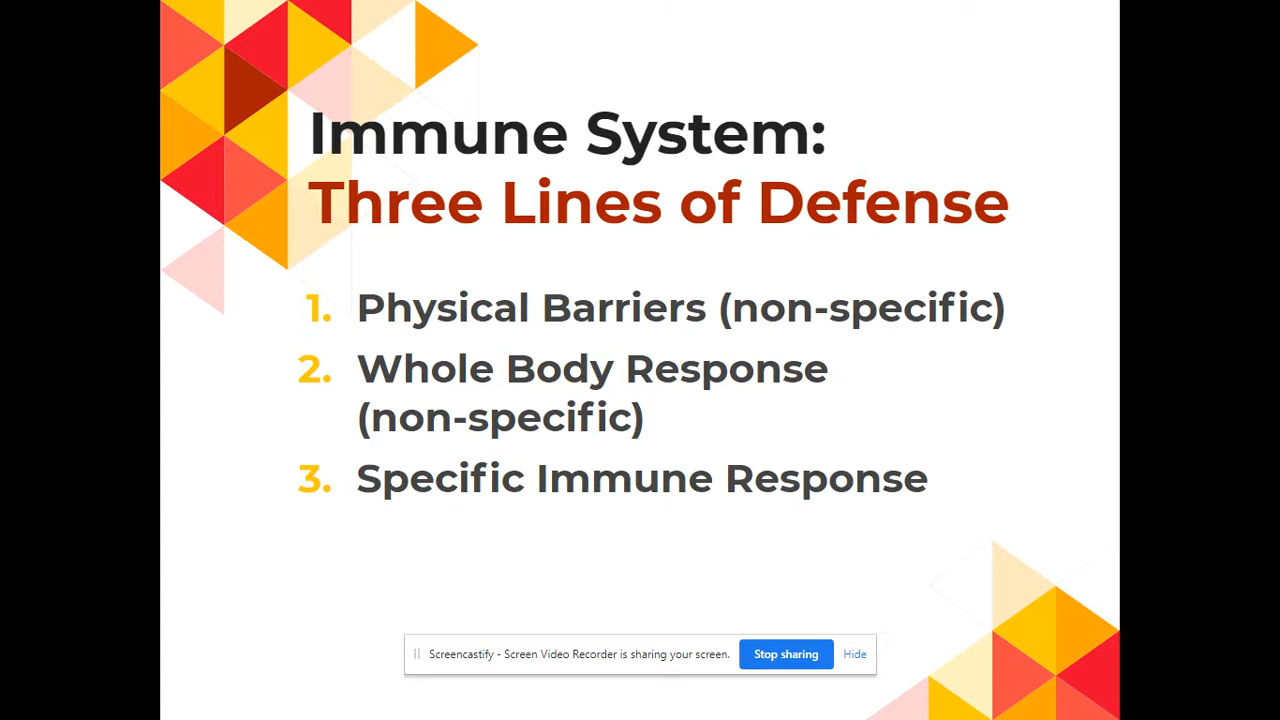 Immune System:
Three Lines of Defense
1. Physical Barriers (non-specific)
2. Whole Body Response
(non-specific)
3. Specific Immune Response
Screencastify - Screen Video Recorder is sharing your screen. Stop sharing Hide